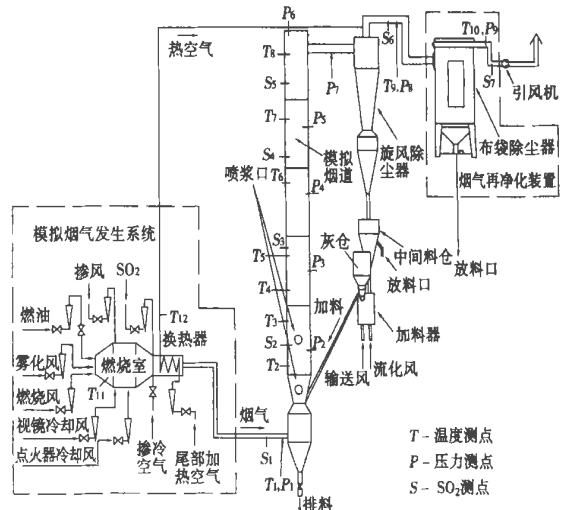 P6
热空气
T8
P7
S6
T9,P8
T10,P9
S7
引风机
S5
T7
P5
旋风除尘器
布袋除尘器
烟气再净化装置
S4
模拟烟道
T6
喷浆口
P4
模拟烟气发生系统
S3
灰仓
中间料仓
放料口
放料口
掺风
SO2
T5
P3
T4
加料
加料器
燃油
T12
T3
换热器
S2
P2
雾化风
燃烧室
T2
输送风
流化风
T11
燃烧风
视镜冷却风
点火器冷却风
烟气
掺冷空气
尾部加热空气
S1
T1,P1
排料
T－温度测点
P－压力测点
S－SO2测点